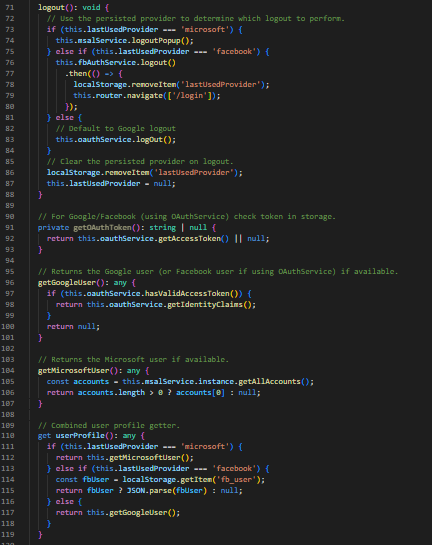 71 logout(): void {
72 // Use the persisted provider to determine which logout to perform.
73 if (this.lastUsedProvider === 'microsoft') {
74 this.msalService.logoutPopup();
75 } else if (this.lastUsedProvider === 'facebook') {
76 this.fbAuthService.logout()
77 .then(() => {
78 localStorage.removeItem('lastUsedProvider');
79 this.router.navigate(['/login']);
80 });
81 } else {
82 // Default to Google logout
83 this.oauthService.logOut();
84 }
85 // Clear the persisted provider on logout.
86 localStorage.removeItem('lastUsedProvider');
87 this.lastUsedProvider = null;
88 }
89
90 // For Google/Facebook (using OAuthService) check token in storage.
91 private getOAuthToken(): string | null {
92 return this.oauthService.getAccessToken() || null;
93 }
94
95 // Returns the Google user (or Facebook user if using OAuthService) if available.
96 getGoogleUser(): any {
97 if (this.oauthService.hasValidAccessToken()) {
98 return this.oauthService.getIdentityClaims();
99 }
100 return null;
101 }
102
103 // Returns the Microsoft user if available.
104 getMicrosoftUser(): any {
105 const accounts = this.msalService.instance.getAllAccounts();
106 return accounts.length > 0 ? accounts[0] : null;
107 }
108
109 // Combined user profile getter.
110 get userProfile(): any {
111 if (this.lastUsedProvider === 'microsoft') {
112 return this.getMicrosoftUser();
113 } else if (this.lastUsedProvider === 'facebook') {
114 const fbUser = localStorage.getItem('fb_user');
115 return fbUser ? JSON.parse(fbUser) : null;
116 } else {
117 return this.getGoogleUser();
118 }
119 }